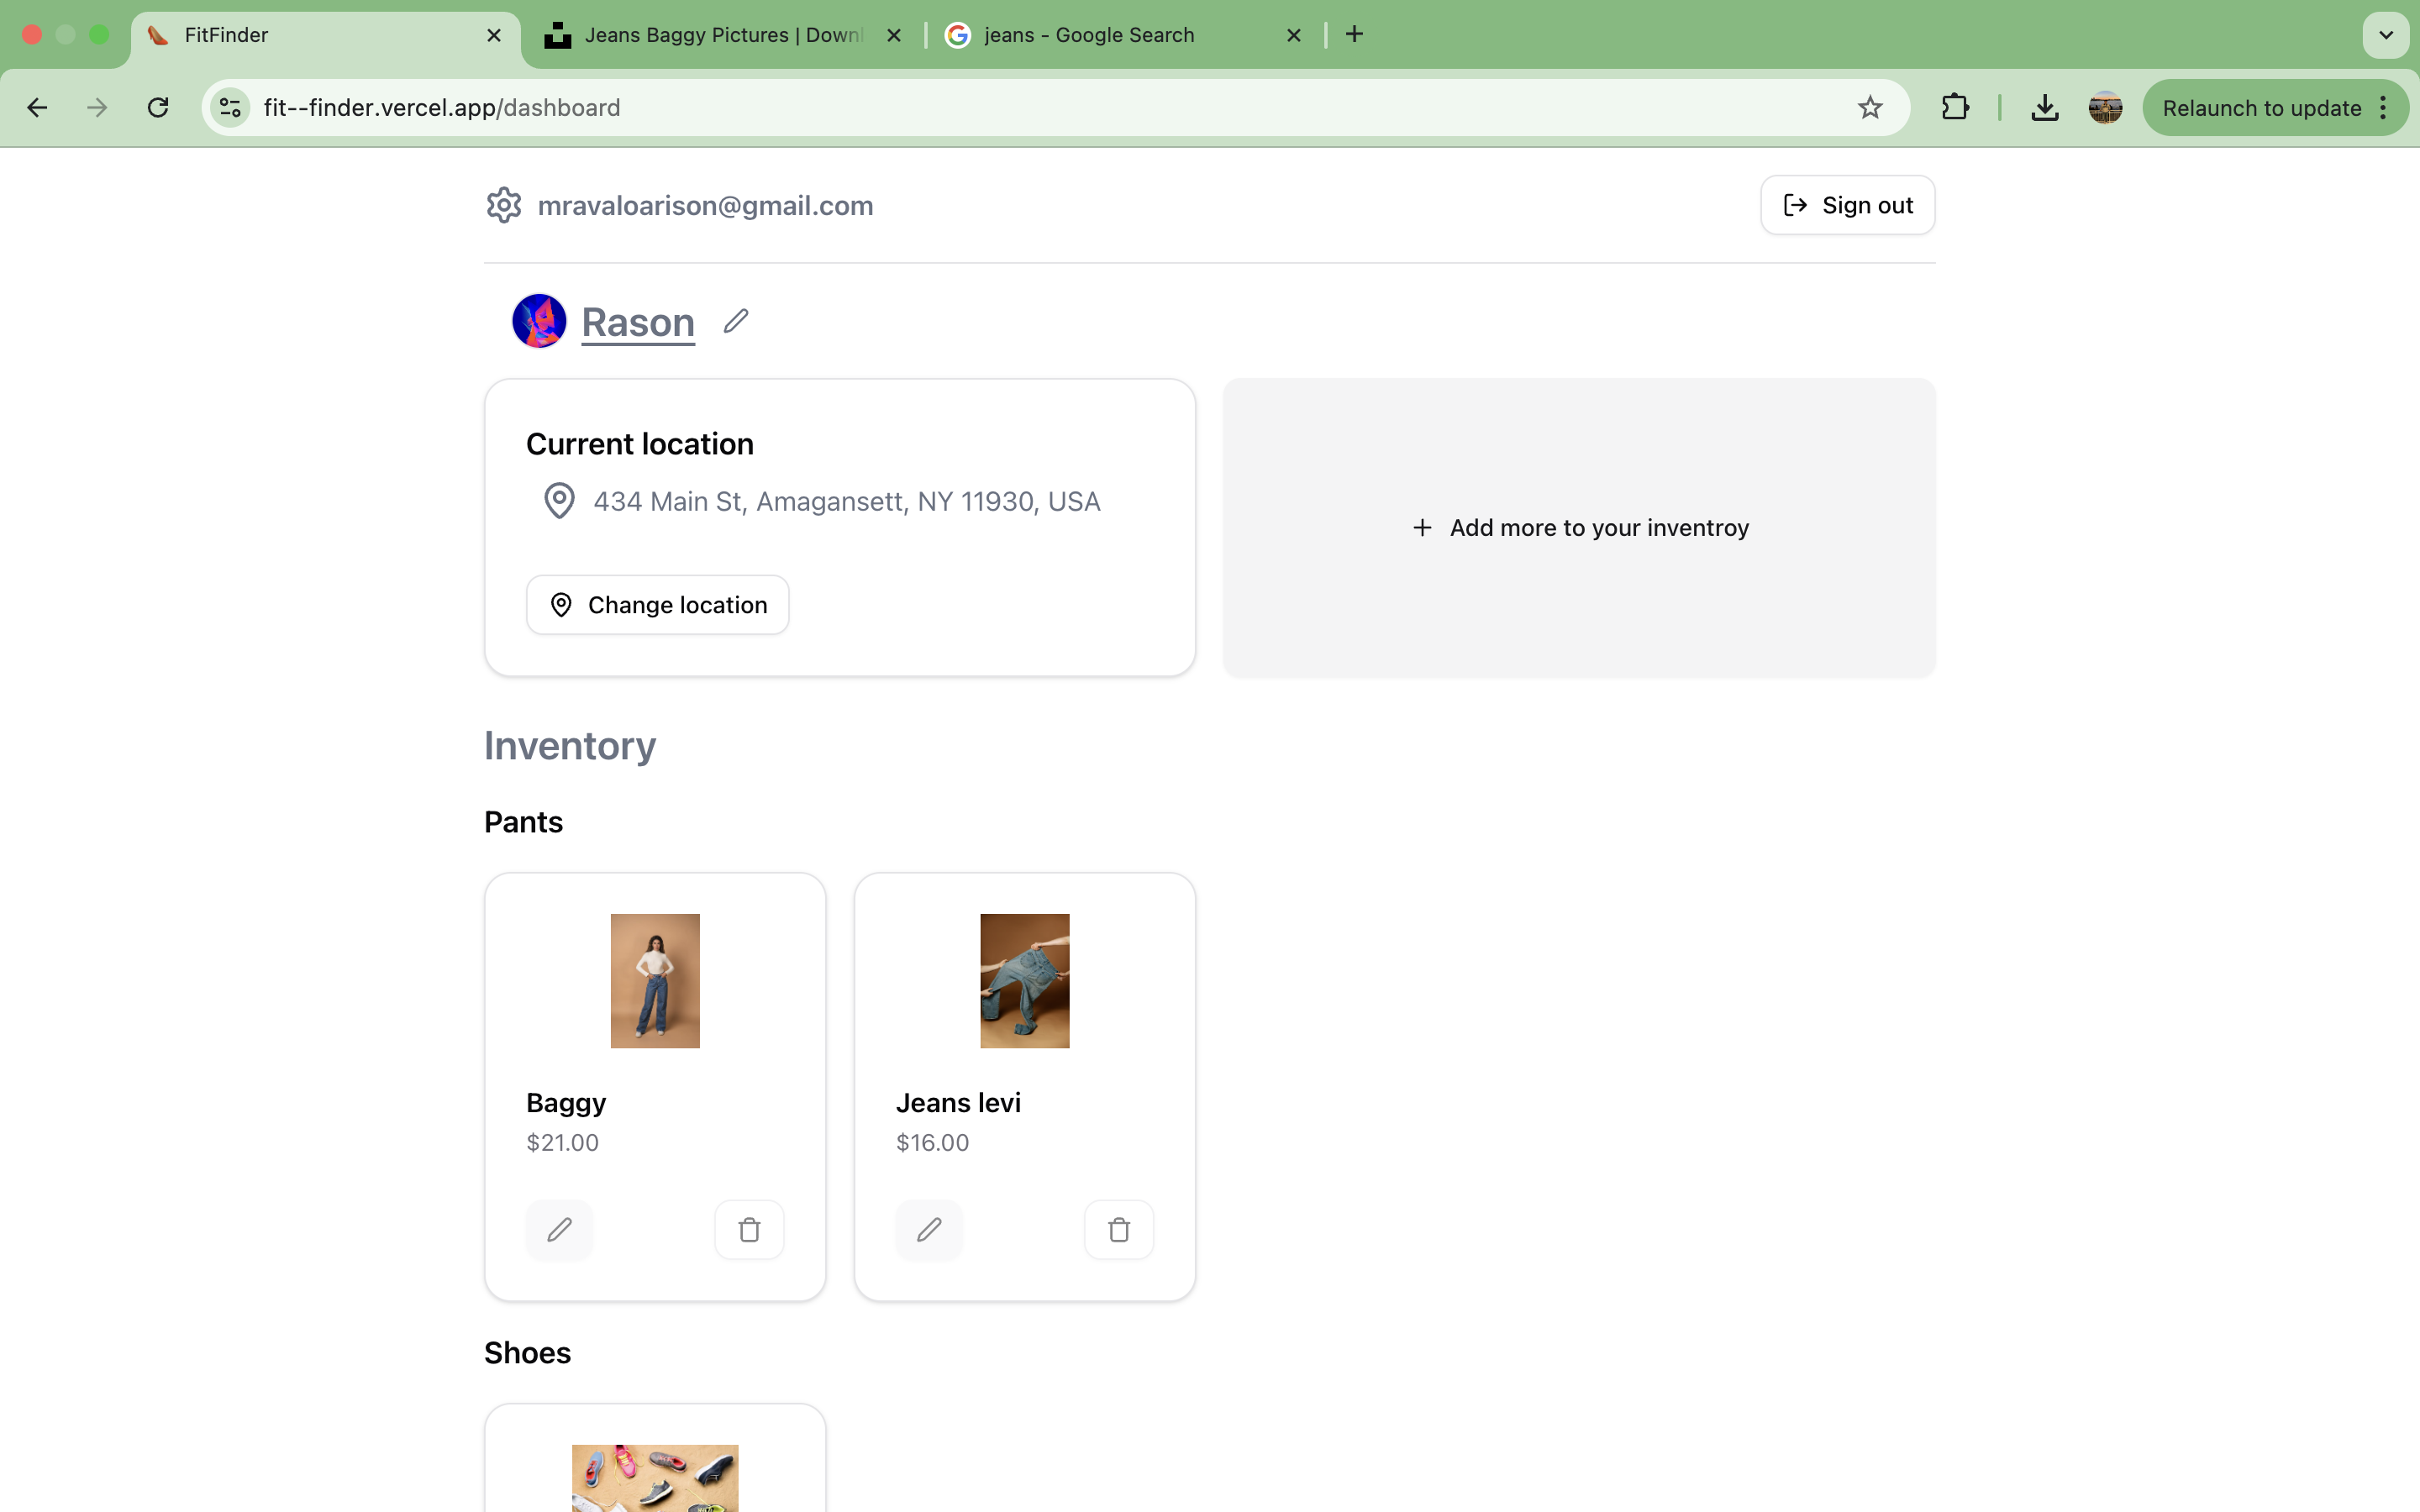 FitFinder
Jeans Baggy Pictures | Down
jeans - Google Search
fit--finder.vercel.app/dashboard
Relaunch to update
mravaloarison@gmail.com
Sign out
Rason
Current location
434 Main St, Amagansett, NY 11930, USA
Change location
Add more to your inventroy
Inventory
Pants
Baggy
$21.00
Jeans levi
$16.00
Shoes